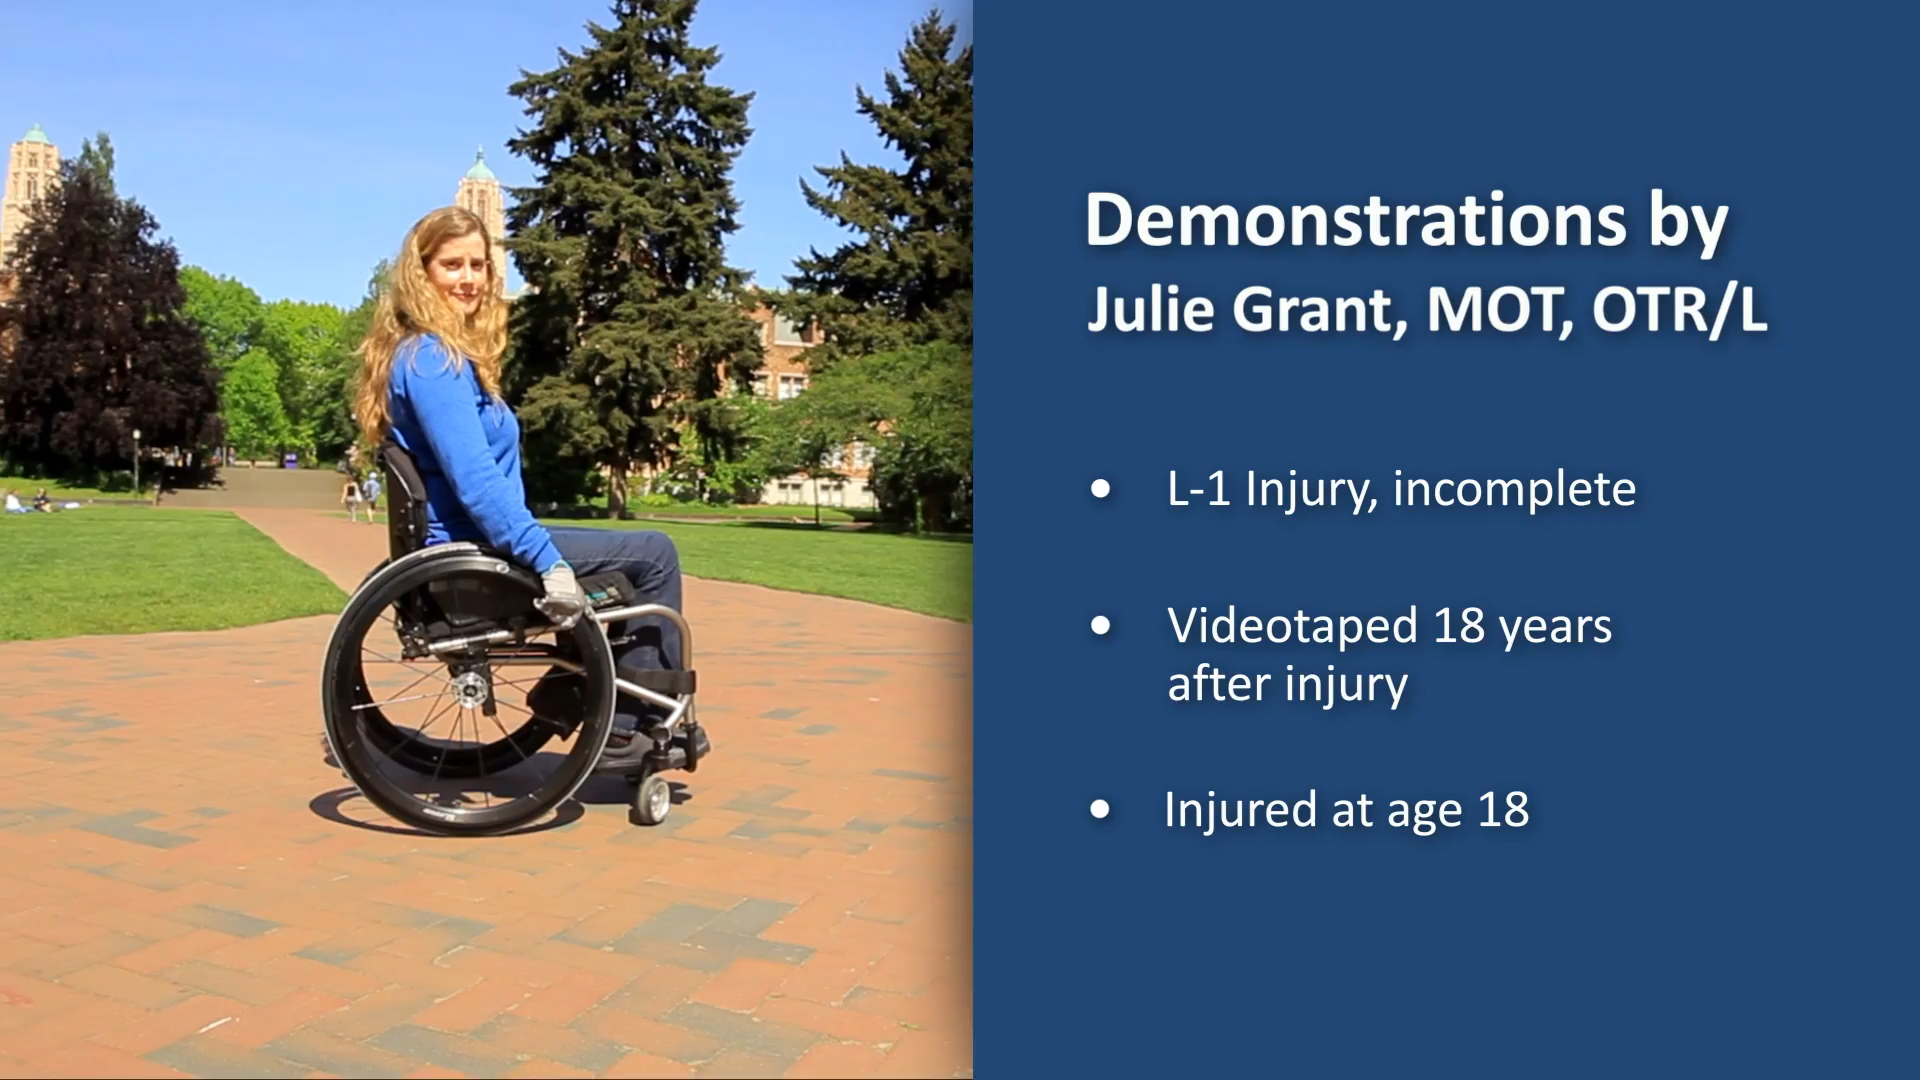 Demonstrations by
Julie Grant, MOT, OTR/L
• L-1 Injury, incomplete
• Videotaped 18 years
after injury
• Injured at age 18